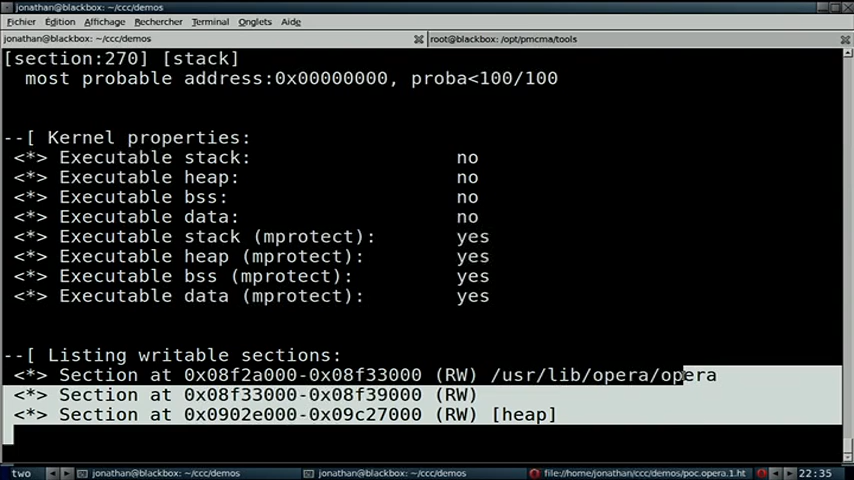 jonathan@blackbox: ~/ccc/demos
Fichier Édition Affichage Rechercher Terminal Onglets Aide
jonathan@blackbox: ~/ccc/demos root@blackbox: /opt/pmcma/tools
[section:270] [stack]
most probable address:0x00000000, proba<100/100
--[ Kernel properties:
<*> Executable stack: no
<*> Executable heap: no
<*> Executable bss: no
<*> Executable data: no
<*> Executable stack (mprotect): yes
<*> Executable heap (mprotect): yes
<*> Executable bss (mprotect): yes
<*> Executable data (mprotect): yes
--[ Listing writable sections:
<*> Section at 0x08f2a000-0x08f33000 (RW) /usr/lib/opera/opera
<*> Section at 0x08f33000-0x08f39000 (RW)
<*> Section at 0x0902e000-0x09c27000 (RW) [heap]
two jonathan@blackbox: ~/ccc/demos jonathan@blackbox: ~/ccc/demos file:///home/jonathan/ccc/demos/poc.opera.1.ht 22:35